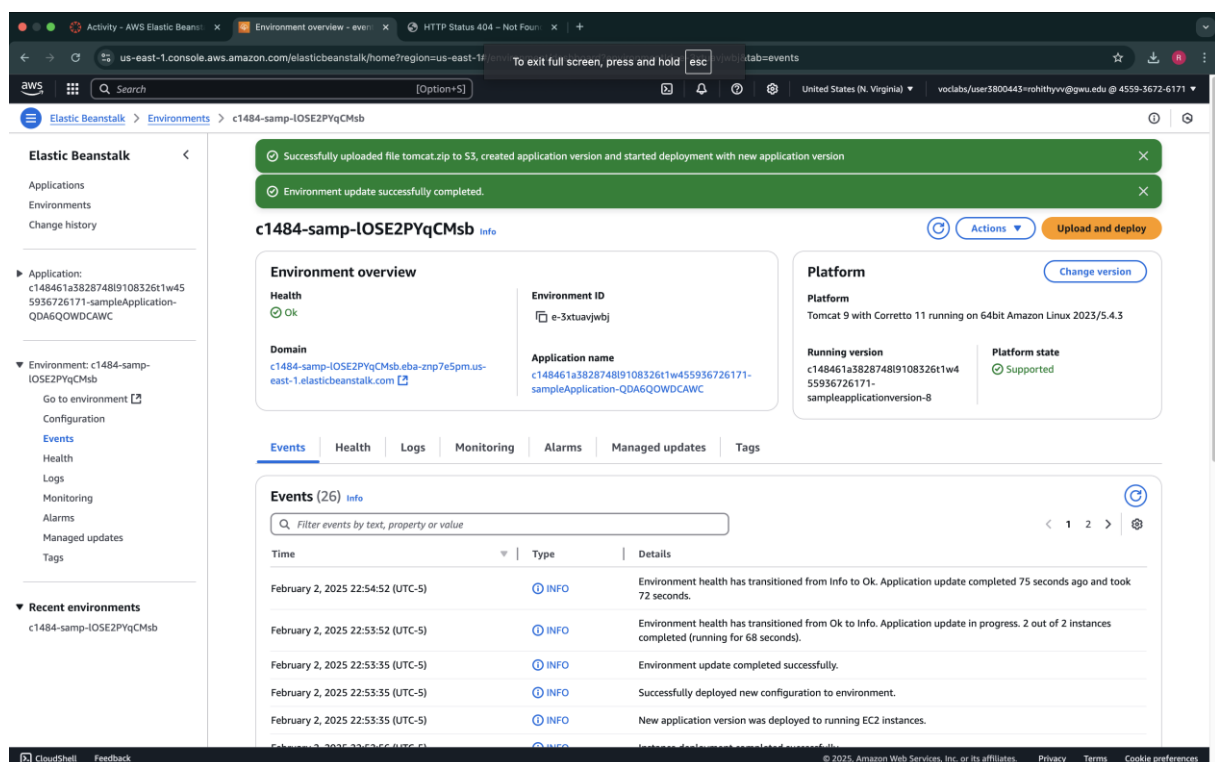 Activity - AWS Elastic Beanst
Environment overview - even
HTTP Status 404 – Not Foun
us-east-1.console.aws.amazon.com/elasticbeanstalk/home?region=us-east-1#
tab=events
To exit full screen, press and hold esc
aws
Search
[Option+S]
United States (N. Virginia)
voclabs/user3800443=rohithyvv@gwu.edu @ 4559-3672-6171
Elastic Beanstalk > Environments > c1484-samp-lOSE2PYqCMsb
Elastic Beanstalk
Applications
Environments
Change history
Application:
c148461a3828748l9108326t1w45
5936726171-sampleApplication-
QDA6QOWDCAWC
Environment: c1484-samp-
lOSE2PYqCMsb
Go to environment
Configuration
Events
Health
Logs
Monitoring
Alarms
Managed updates
Tags
Recent environments
c1484-samp-lOSE2PYqCMsb
Successfully uploaded file tomcat.zip to S3, created application version and started deployment with new application version
Environment update successfully completed.
c1484-samp-lOSE2PYqCMsb Info
Actions
Upload and deploy
Environment overview
Health
Ok
Environment ID
e-3xtuavjwbj
Domain
c1484-samp-lOSE2PYqCMsb.eba-znp7e5pm.us-
east-1.elasticbeanstalk.com
Application name
c148461a3828748l9108326t1w455936726171-
sampleApplication-QDA6QOWDCAWC
Platform
Change version
Platform
Tomcat 9 with Corretto 11 running on 64bit Amazon Linux 2023/5.4.3
Running version
c148461a3828748l9108326t1w4
55936726171-
sampleapplicationversion-8
Platform state
Supported
Events
Health
Logs
Monitoring
Alarms
Managed updates
Tags
Events (26) Info
Filter events by text, property or value
1 2
Time Type Details
February 2, 2025 22:54:52 (UTC-5) INFO Environment health has transitioned from Info to Ok. Application update completed 75 seconds ago and took
72 seconds.
February 2, 2025 22:53:52 (UTC-5) INFO Environment health has transitioned from Ok to Info. Application update in progress. 2 out of 2 instances
completed (running for 68 seconds).
February 2, 2025 22:53:35 (UTC-5) INFO Environment update completed successfully.
February 2, 2025 22:53:35 (UTC-5) INFO Successfully deployed new configuration to environment.
February 2, 2025 22:53:35 (UTC-5) INFO New application version was deployed to running EC2 instances.
CloudShell Feedback
© 2025, Amazon Web Services, Inc. or its affiliates. Privacy Terms Cookie preferences